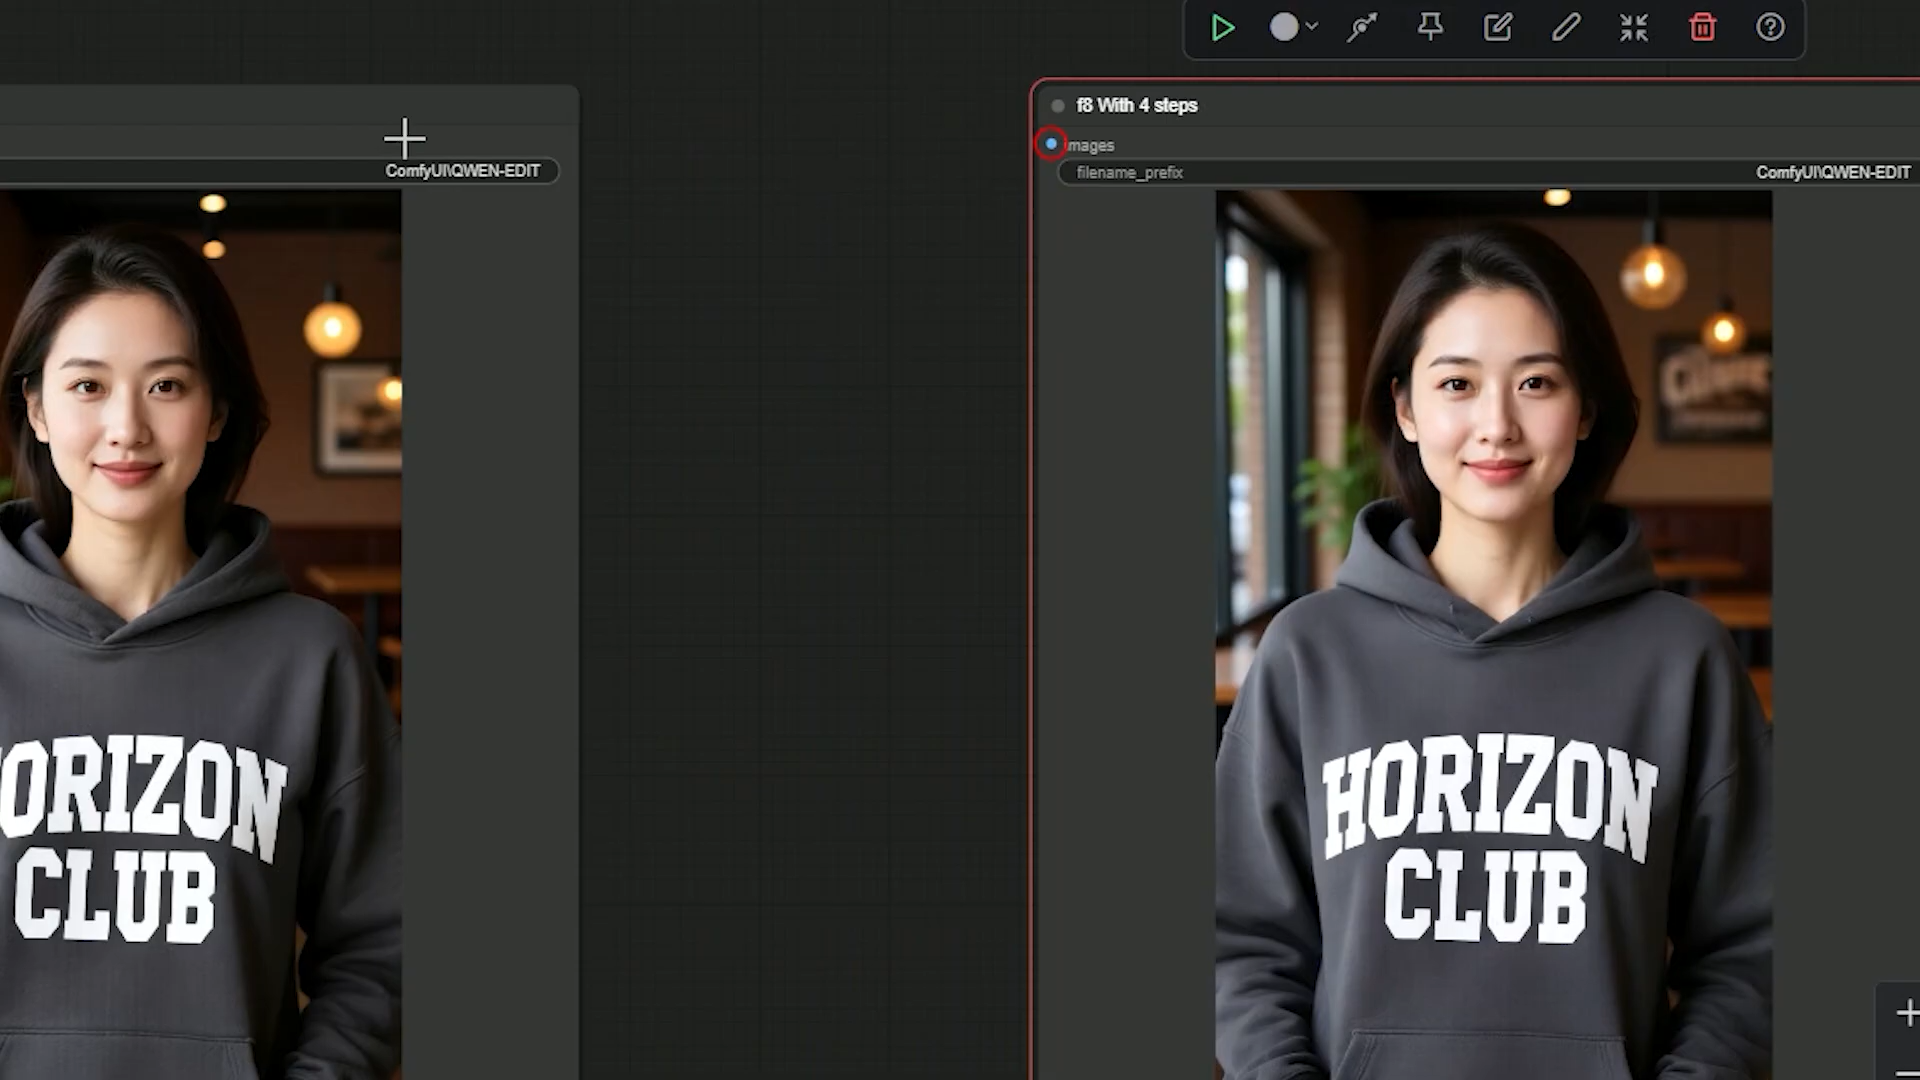 f8 With 4 steps
images
ComfyUI\QWEN-EDIT
filename_prefix
ComfyUI\QWEN-EDIT
ORIZON
CLUB
HORIZON
CLUB